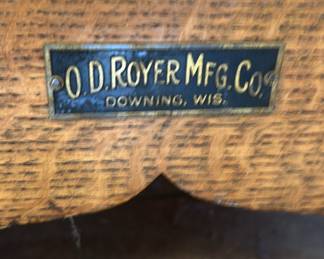 O.D. ROYER MFG. CO.
DOWNING, WIS.